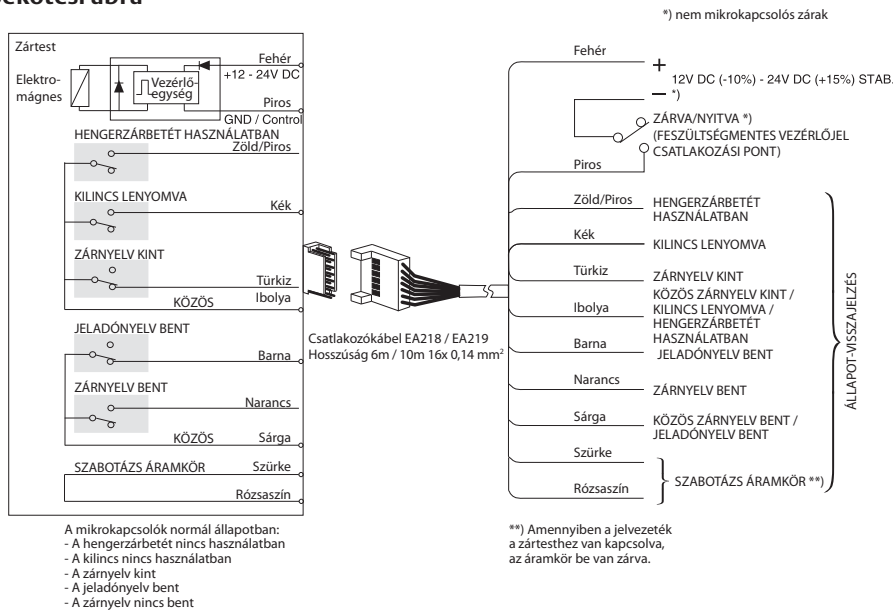 *) nem mikrokapcsolós zárak
Zártest
Elektro-
mágnes
Vezérlő-
egység
Fehér
+12 - 24V DC
Piros
GND / Control
HENGERZÁRBETÉT HASZNÁLATBAN
Zöld/Piros
KILINCS LENYOMVA
Kék
ZÁRNYELV KINT
Türkiz
KÖZÖS
Ibolya
JELADÓNYELV BENT
Barna
ZÁRNYELV BENT
Narancs
KÖZÖS
Sárga
SZABOTÁZS ÁRAMKÖR
Szürke
Rózsaszín
A mikrokapcsolók normál állapotban:
- A hengerzárbetét nincs használatban
- A kilincs nincs használatban
- A zárnyelv kint
- A jeladónyelv bent
- A zárnyelv nincs bent
Csatlakozókábel EA218 / EA219
Hosszúság 6m / 10m 16x 0,14 mm²
Fehér
+
12V DC (-10%) - 24V DC (+15%) STAB.
– *)
ZÁRVA/NYITVA *)
(FESZÜLTSÉGMENTES VEZÉRLŐJEL
CSATLAKOZÁSI PONT)
Piros
Zöld/Piros
HENGERZÁRBETÉT
HASZNÁLATBAN
Kék
KILINCS LENYOMVA
Türkiz
ZÁRNYELV KINT
Ibolya
KÖZÖS ZÁRNYELV KINT /
KILINCS LENYOMVA /
HENGERZÁRBETÉT
HASZNÁLATBAN
Barna
JELADÓNYELV BENT
Narancs
ZÁRNYELV BENT
Sárga
KÖZÖS ZÁRNYELV BENT /
JELADÓNYELV BENT
Szürke
Rózsaszín
SZABOTÁZS ÁRAMKÖR **)
ÁLLAPOT-VISSZAJELZÉS
**) Amennyiben a jelvezeték
a zártesthez van kapcsolva,
az áramkör be van zárva.